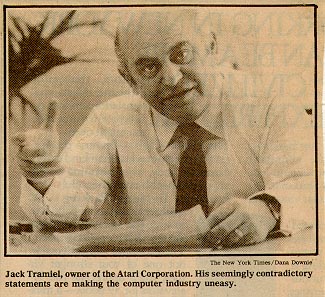 The New York Times/Dana Downie
Jack Tramiel, owner of the Atari Corporation. His seemingly contradictory
statements are making the computer industry uneasy.